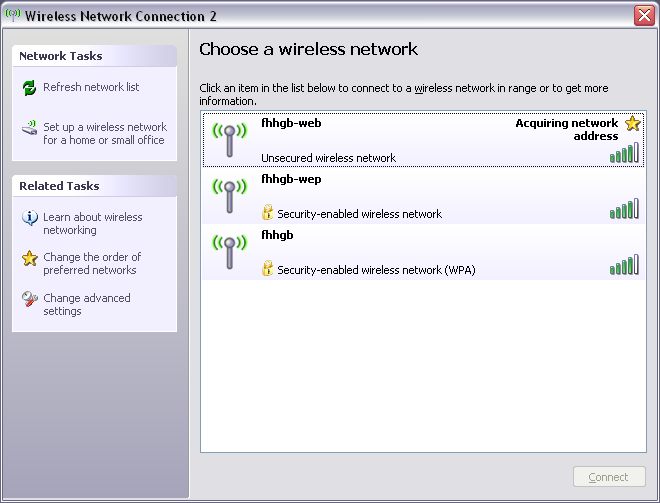 Wireless Network Connection 2
Network Tasks
Refresh network list
Set up a wireless network
for a home or small office
Related Tasks
Learn about wireless
networking
Change the order of
preferred networks
Change advanced
settings
Choose a wireless network
Click an item in the list below to connect to a wireless network in range or to get more
information.
fhhgb-web
Acquiring network
address
Unsecured wireless network
fhhgb-wep
Security-enabled wireless network
fhhgb
Security-enabled wireless network (WPA)
Connect